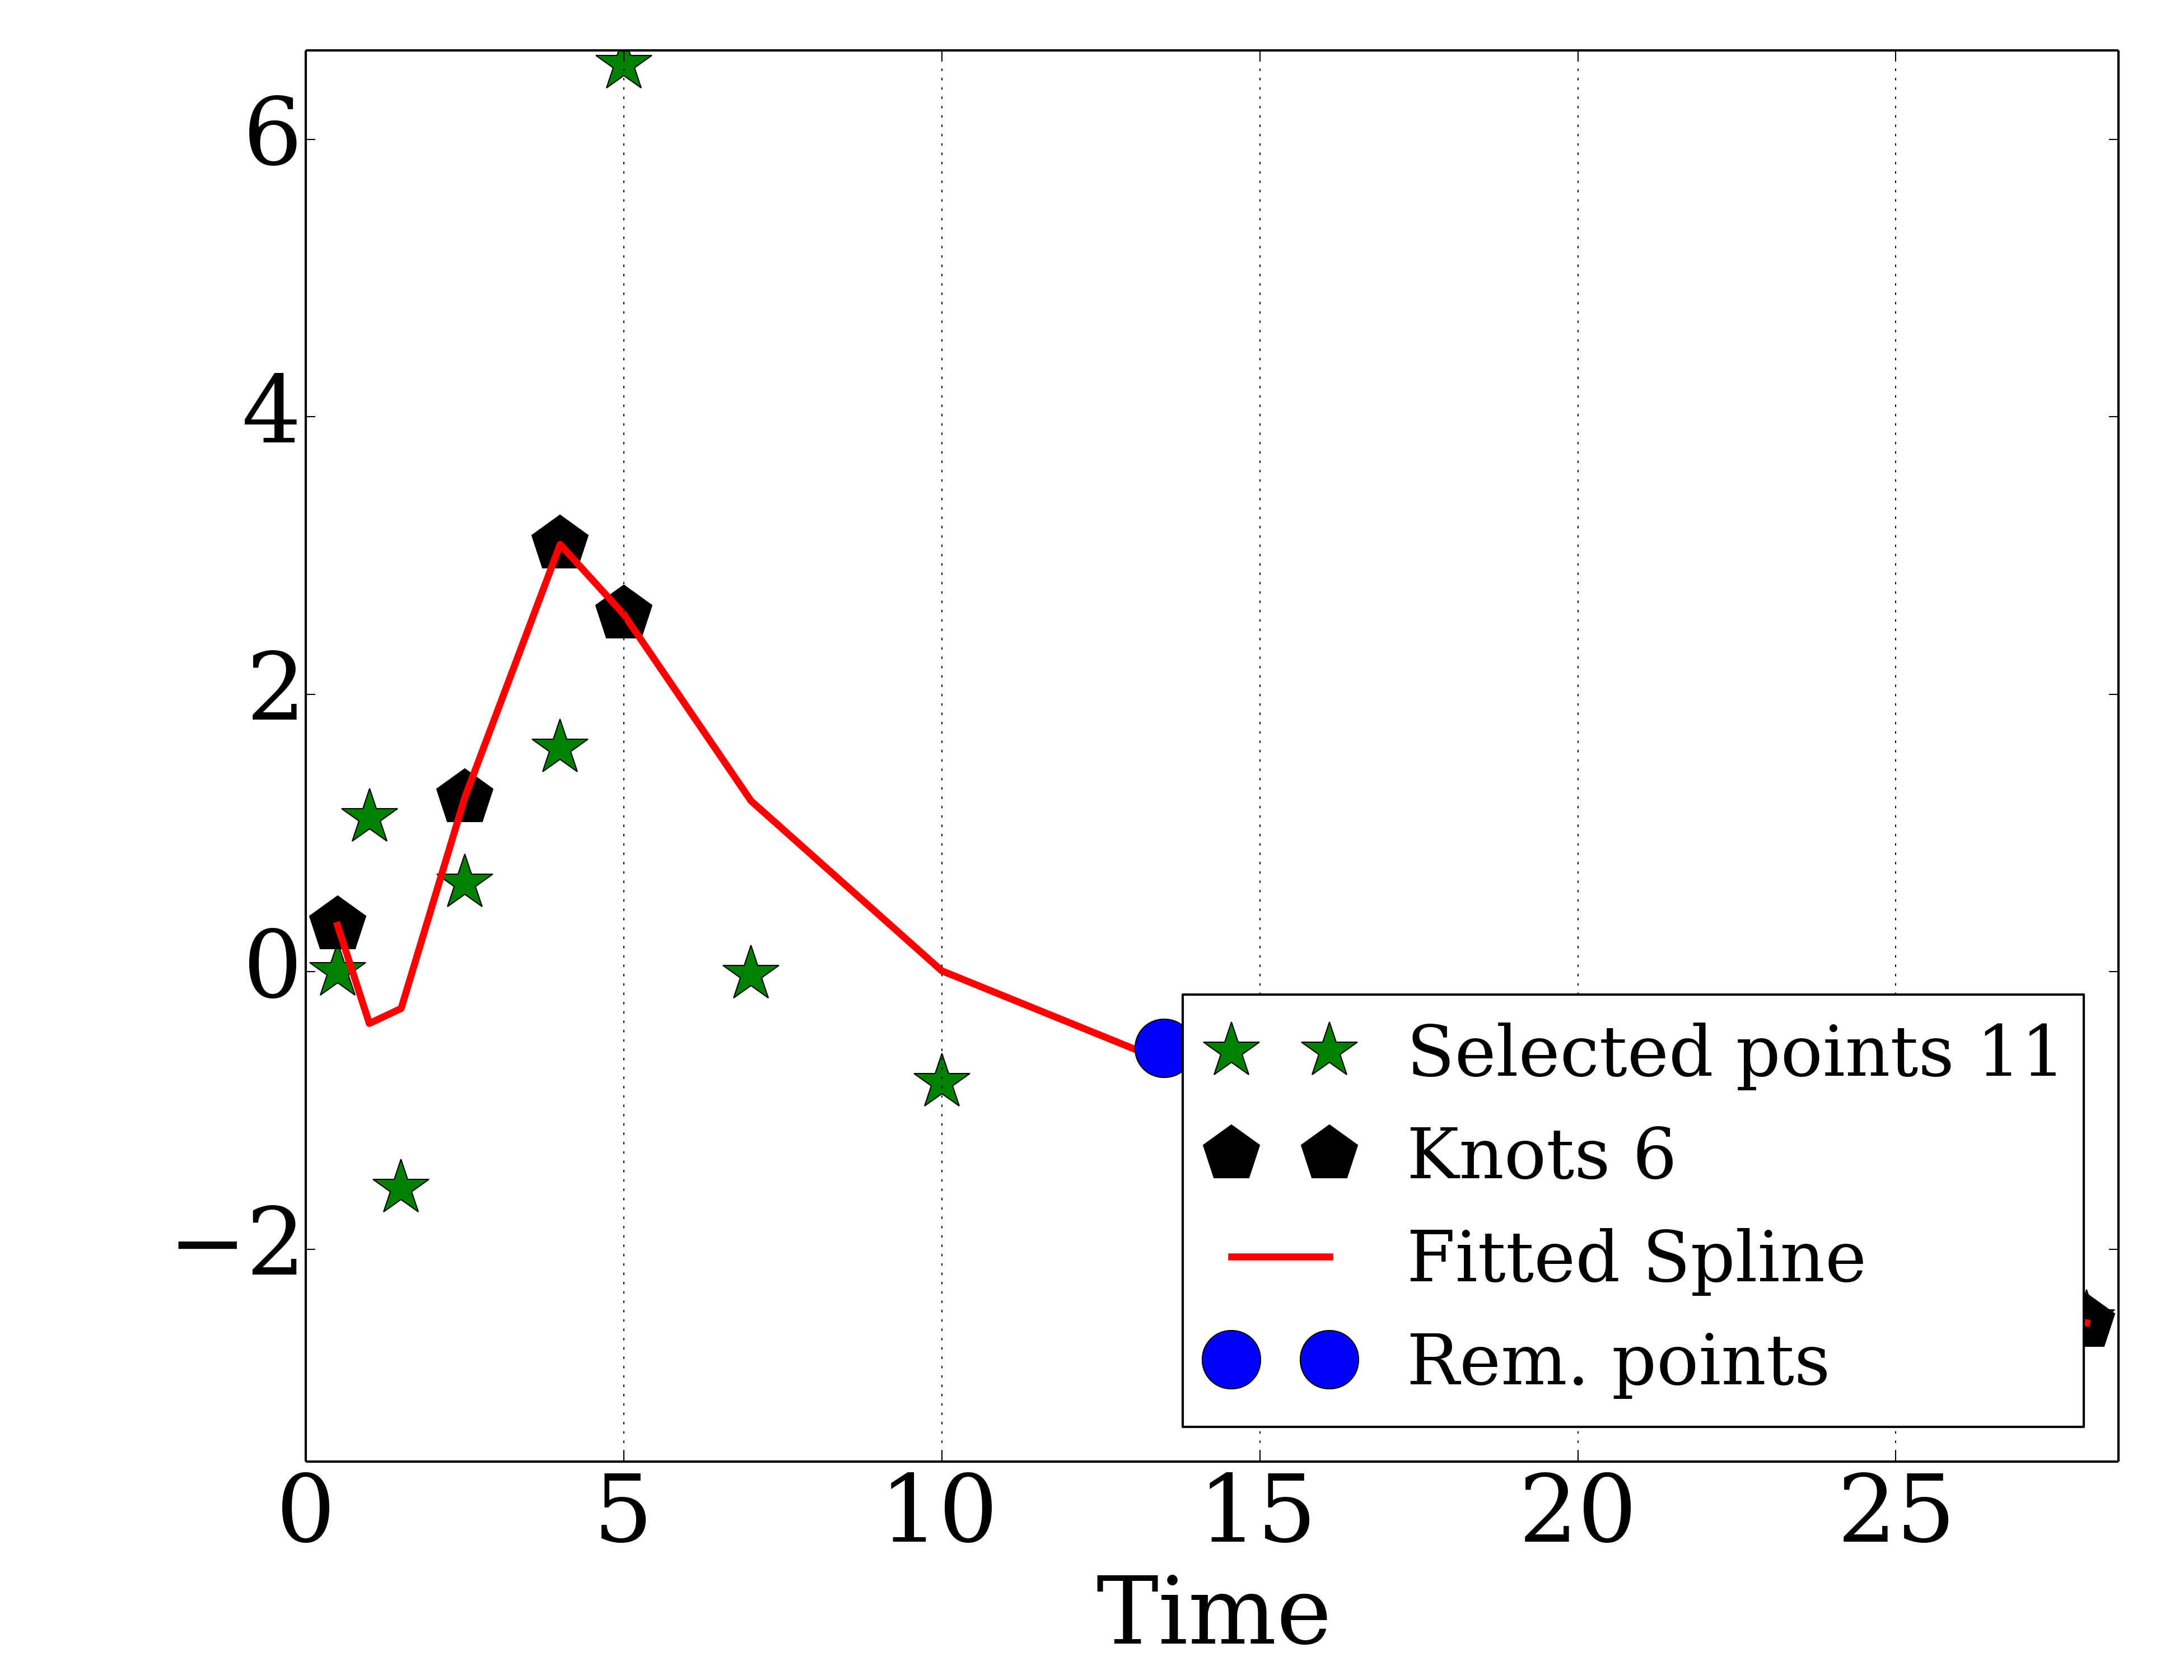 6
4
2
0
−2
Selected points 11
Knots 6
Fitted Spline
Rem. points
0 5 10 15 20 25
Time